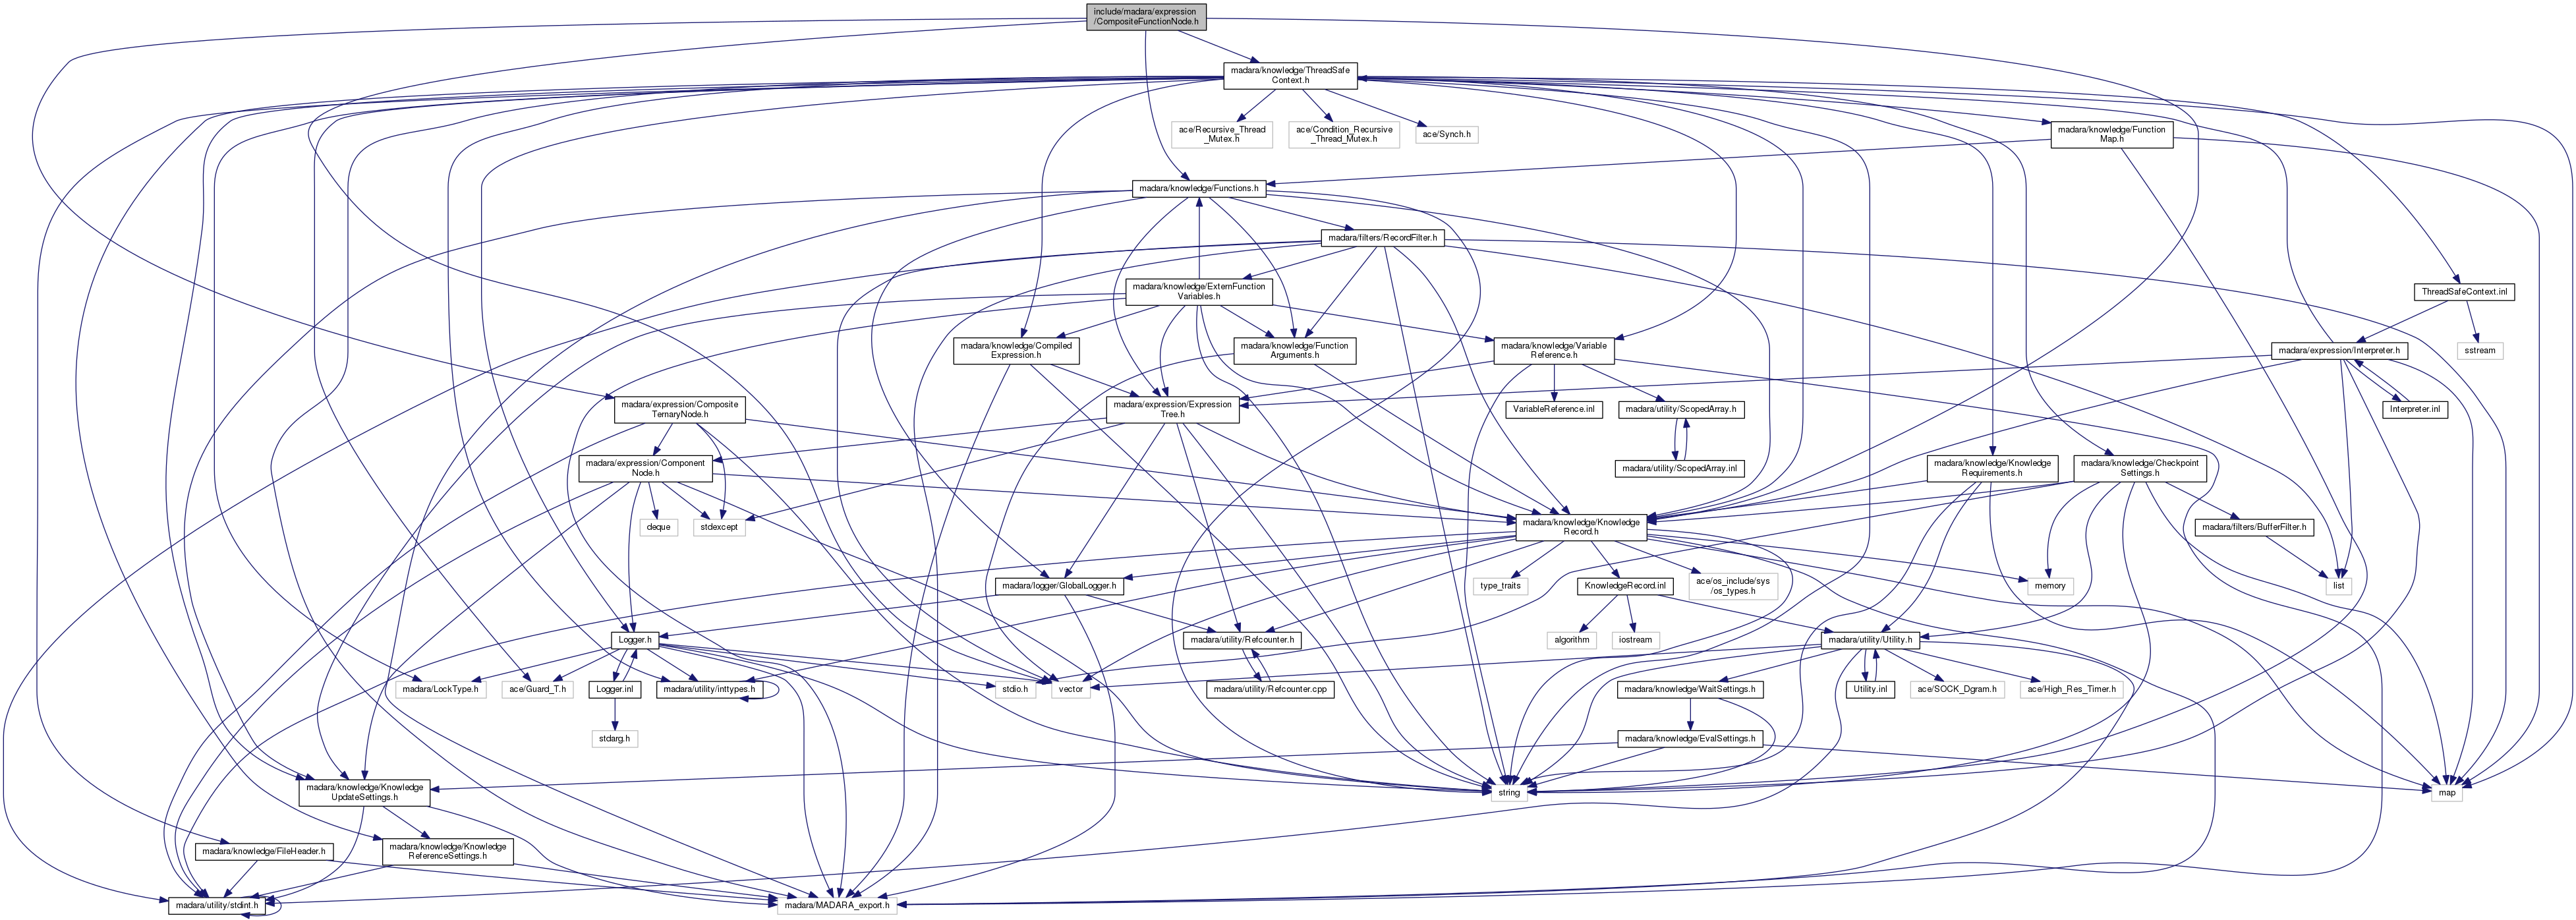 include/madara/expression
/CompositeFunctionNode.h
madara/knowledge/ThreadSafe
Context.h
ace/Recursive_Thread
_Mutex.h
ace/Condition_Recursive
_Thread_Mutex.h
ace/Synch.h
madara/knowledge/Function
Map.h
madara/knowledge/Functions.h
madara/filters/RecordFilter.h
madara/knowledge/ExternFunction
Variables.h
ThreadSafeContext.inl
madara/knowledge/Compiled
Expression.h
madara/knowledge/Function
Arguments.h
madara/knowledge/Variable
Reference.h
madara/expression/Interpreter.h
sstream
madara/expression/Composite
TernaryNode.h
madara/expression/Expression
Tree.h
VariableReference.inl
madara/utility/ScopedArray.h
Interpreter.inl
madara/expression/Component
Node.h
madara/utility/ScopedArray.inl
madara/knowledge/Knowledge
Requirements.h
madara/knowledge/Checkpoint
Settings.h
deque
stdexcept
madara/knowledge/Knowledge
Record.h
madara/filters/BufferFilter.h
madara/logger/GlobalLogger.h
type_traits
KnowledgeRecord.inl
ace/os_include/sys
/os_types.h
memory
list
Logger.h
madara/utility/Refcounter.h
algorithm
iostream
madara/utility/Utility.h
madara/LockType.h
ace/Guard_T.h
Logger.inl
madara/utility/inttypes.h
stdio.h
vector
madara/utility/Refcounter.cpp
madara/knowledge/WaitSettings.h
Utility.inl
ace/SOCK_Dgram.h
ace/High_Res_Timer.h
stdarg.h
madara/knowledge/EvalSettings.h
madara/knowledge/Knowledge
UpdateSettings.h
string
map
madara/knowledge/FileHeader.h
madara/knowledge/Knowledge
ReferenceSettings.h
madara/utility/stdint.h
madara/MADARA_export.h